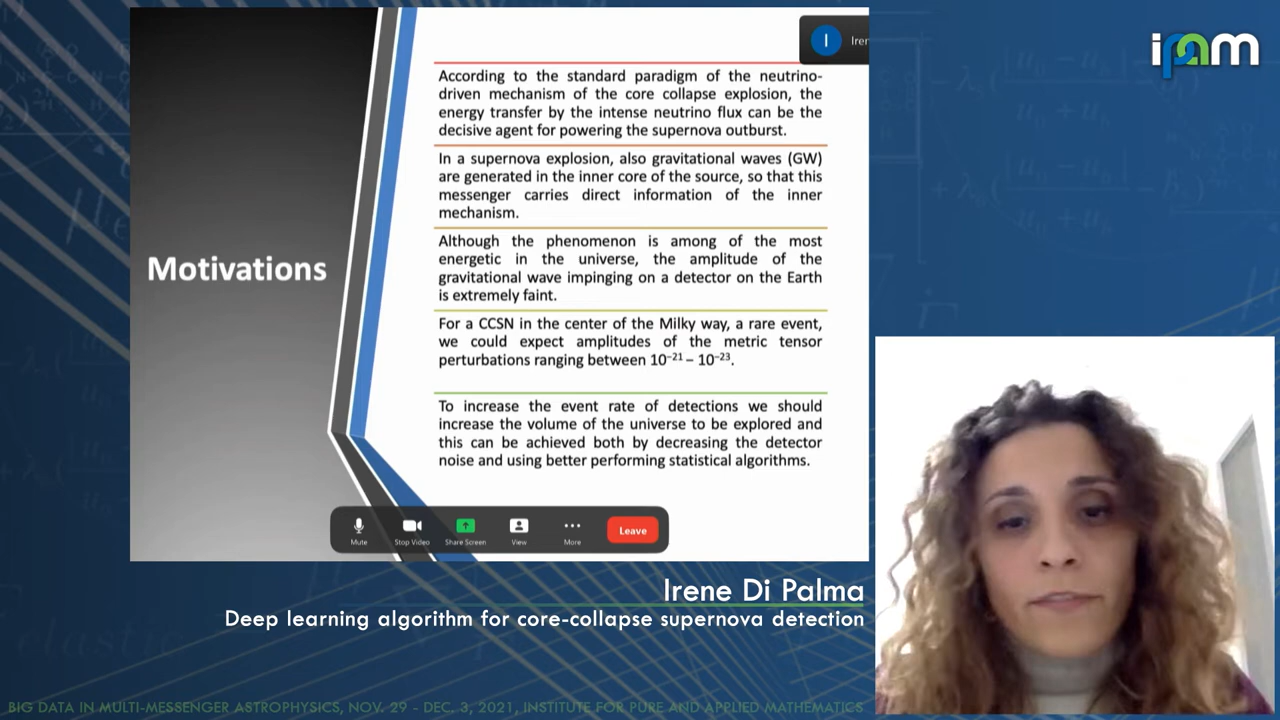 I Iren
ipam
According to the standard paradigm of the neutrino-
driven mechanism of the core collapse explosion, the
energy transfer by the intense neutrino flux can be the
decisive agent for powering the supernova outburst.
In a supernova explosion, also gravitational waves (GW)
are generated in the inner core of the source, so that this
messenger carries direct information of the inner
mechanism.
Motivations
Although the phenomenon is among of the most
energetic in the universe, the amplitude of the
gravitational wave impinging on a detector on the Earth
is extremely faint.
For a CCSN in the center of the Milky way, a rare event,
we could expect amplitudes of the metric tensor
perturbations ranging between 10⁻²¹ – 10⁻²³.
To increase the event rate of detections we should
increase the volume of the universe to be explored and
this can be achieved both by decreasing the detector
noise and using better performing statistical algorithms.
Mute Stop Video Share Screen View More Leave
Irene Di Palma
Deep learning algorithm for core-collapse supernova detection
BIG DATA IN MULTI-MESSENGER ASTROPHYSICS, NOV. 29 - DEC. 3, 2021, INSTITUTE FOR PURE AND APPLIED MATHEMATICS